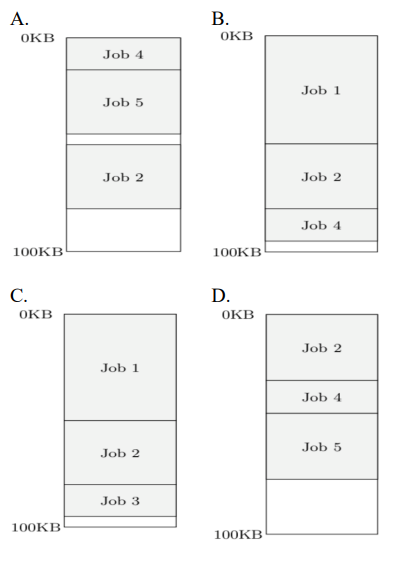 A.
0KB
Job 4
Job 5
Job 2
100KB
B.
0KB
Job 1
Job 2
Job 4
100KB
C.
0KB
Job 1
Job 2
Job 3
100KB
D.
0KB
Job 2
Job 4
Job 5
100KB